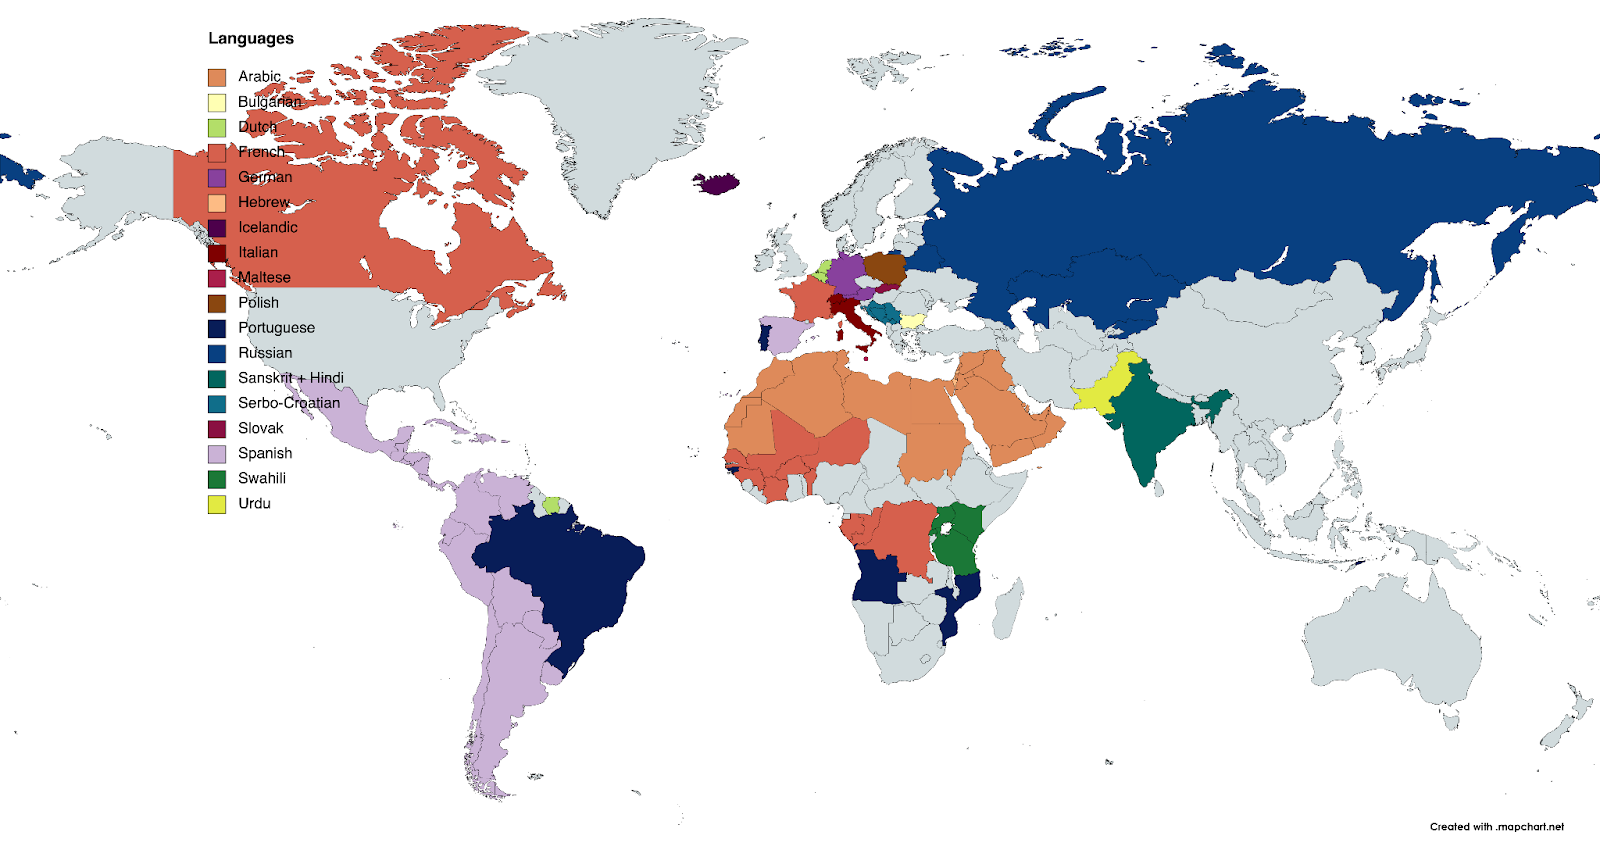 Languages
Arabic
Bulgarian
Dutch
French
German
Hebrew
Icelandic
Italian
Maltese
Polish
Portuguese
Russian
Sanskrit + Hindi
Serbo-Croatian
Slovak
Spanish
Swahili
Urdu
Created with .mapchart.net